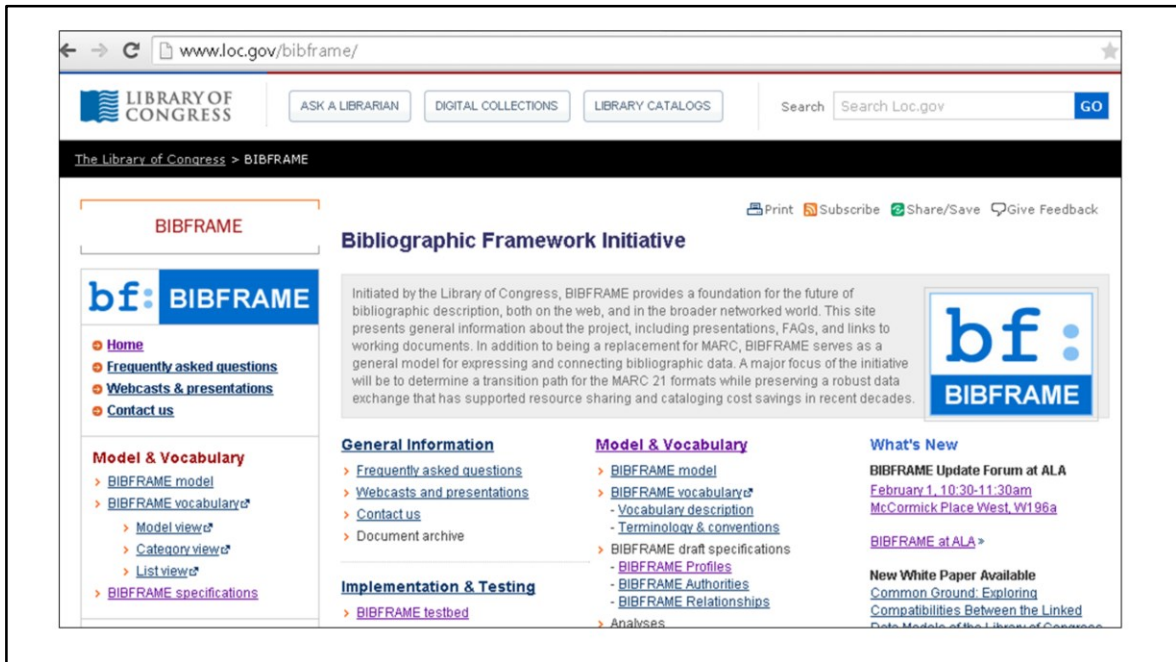 www.loc.gov/bibframe/
LIBRARY OF
CONGRESS
ASK A LIBRARIAN
DIGITAL COLLECTIONS
LIBRARY CATALOGS
Search
Search Loc.gov
GO
The Library of Congress > BIBFRAME
BIBFRAME
bf: BIBFRAME
Home
Frequently asked questions
Webcasts & presentations
Contact us
Model & Vocabulary
BIBFRAME model
BIBFRAME vocabulary
Model view
Category view
List view
BIBFRAME specifications
Print Subscribe Share/Save Give Feedback
Bibliographic Framework Initiative
Initiated by the Library of Congress, BIBFRAME provides a foundation for the future of
bibliographic description, both on the web, and in the broader networked world. This site
presents general information about the project, including presentations, FAQs, and links to
working documents. In addition to being a replacement for MARC, BIBFRAME serves as a
general model for expressing and connecting bibliographic data. A major focus of the initiative
will be to determine a transition path for the MARC 21 formats while preserving a robust data
exchange that has supported resource sharing and cataloging cost savings in recent decades.
bf:
BIBFRAME
General Information
Frequently asked questions
Webcasts and presentations
Contact us
Document archive
Implementation & Testing
BIBFRAME testbed
Model & Vocabulary
BIBFRAME model
BIBFRAME vocabulary
- Vocabulary description
- Terminology & conventions
BIBFRAME draft specifications
- BIBFRAME Profiles
- BIBFRAME Authorities
- BIBFRAME Relationships
Analyses
What's New
BIBFRAME Update Forum at ALA
February 1, 10:30-11:30am
McCormick Place West, W196a
BIBFRAME at ALA »
New White Paper Available
Common Ground: Exploring
Compatibilities Between the Linked
Data Models of the Library of Congress